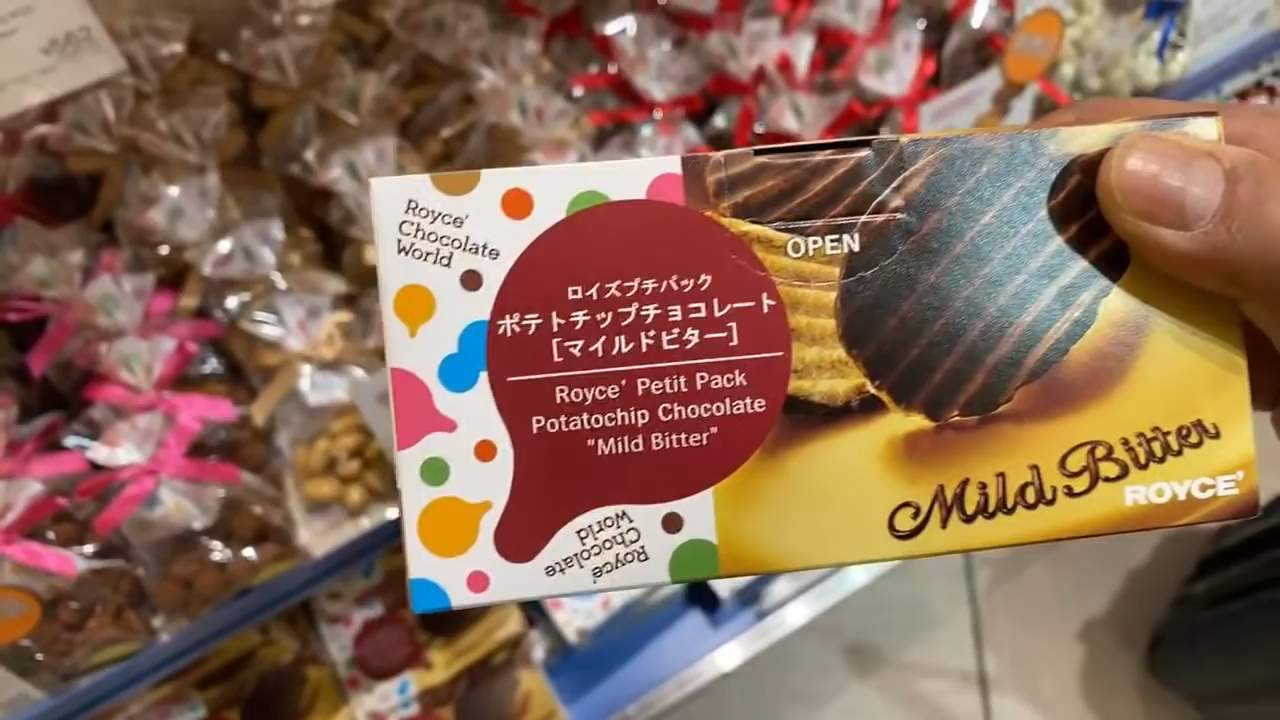 Royce'
Chocolate
World
ロイズプチパック
ポテトチップチョコレート
[マイルドビター]
Royce' Petit Pack
Potatochip Chocolate
"Mild Bitter"
OPEN
Mild Bitter
ROYCE'
Royce'
Chocolate
World